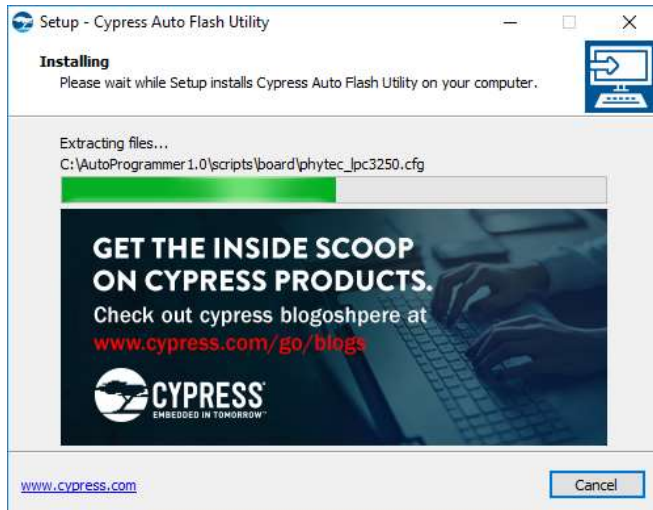 Setup - Cypress Auto Flash Utility
Installing
Please wait while Setup installs Cypress Auto Flash Utility on your computer.
Extracting files...
C:\AutoProgrammer1.0\scripts\board\phytec_lpc3250.cfg
GET THE INSIDE SCOOP
ON CYPRESS PRODUCTS.
Check out cypress blogoshpere at
www.cypress.com/go/blogs
CYPRESS
EMBEDDED IN TOMORROW™
www.cypress.com
Cancel